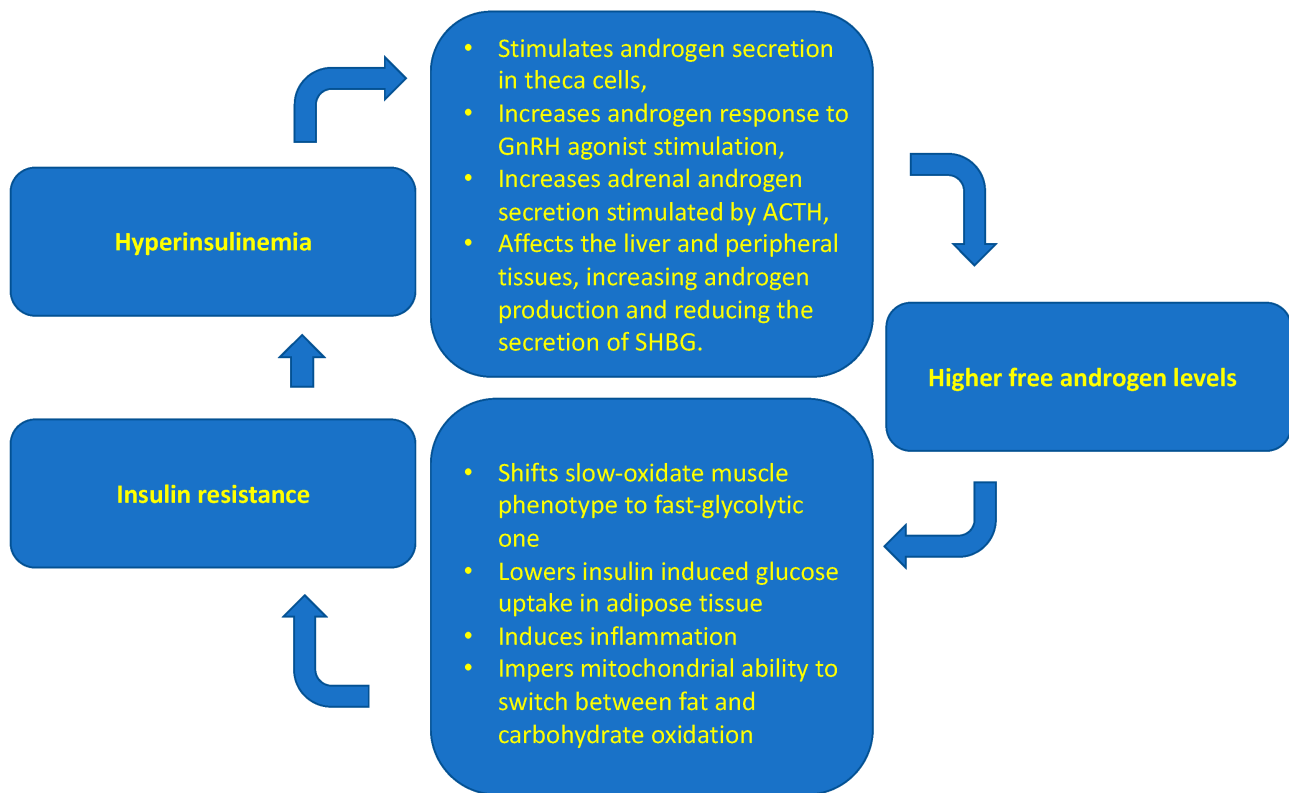 • Stimulates androgen secretion
in theca cells,
• Increases androgen response to
GnRH agonist stimulation,
• Increases adrenal androgen
secretion stimulated by ACTH,
• Affects the liver and peripheral
tissues, increasing androgen
production and reducing the
secretion of SHBG.
Hyperinsulinemia
Higher free androgen levels
Insulin resistance
• Shifts slow-oxidate muscle
phenotype to fast-glycolytic
one
• Lowers insulin induced glucose
uptake in adipose tissue
• Induces inflammation
• Impers mitochondrial ability to
switch between fat and
carbohydrate oxidation